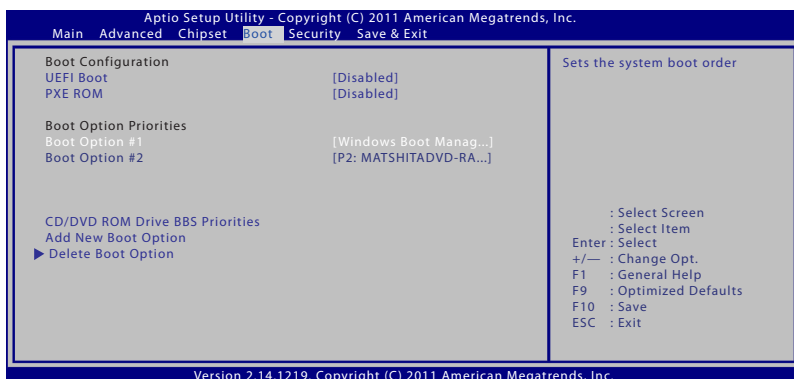 Aptio Setup Utility - Copyright (C) 2011 American Megatrends, Inc.
Main Advanced Chipset Boot Security Save & Exit
Boot Configuration
UEFI Boot [Disabled]
PXE ROM [Disabled]
Boot Option Priorities
Boot Option #1 [Windows Boot Manag...]
Boot Option #2 [P2: MATSHITADVD-RA...]
CD/DVD ROM Drive BBS Priorities
Add New Boot Option
Delete Boot Option
Sets the system boot order
: Select Screen
: Select Item
Enter : Select
+/— : Change Opt.
F1 : General Help
F9 : Optimized Defaults
F10 : Save
ESC : Exit
Version 2.14.1219. Copyright (C) 2011 American Megatrends, Inc.